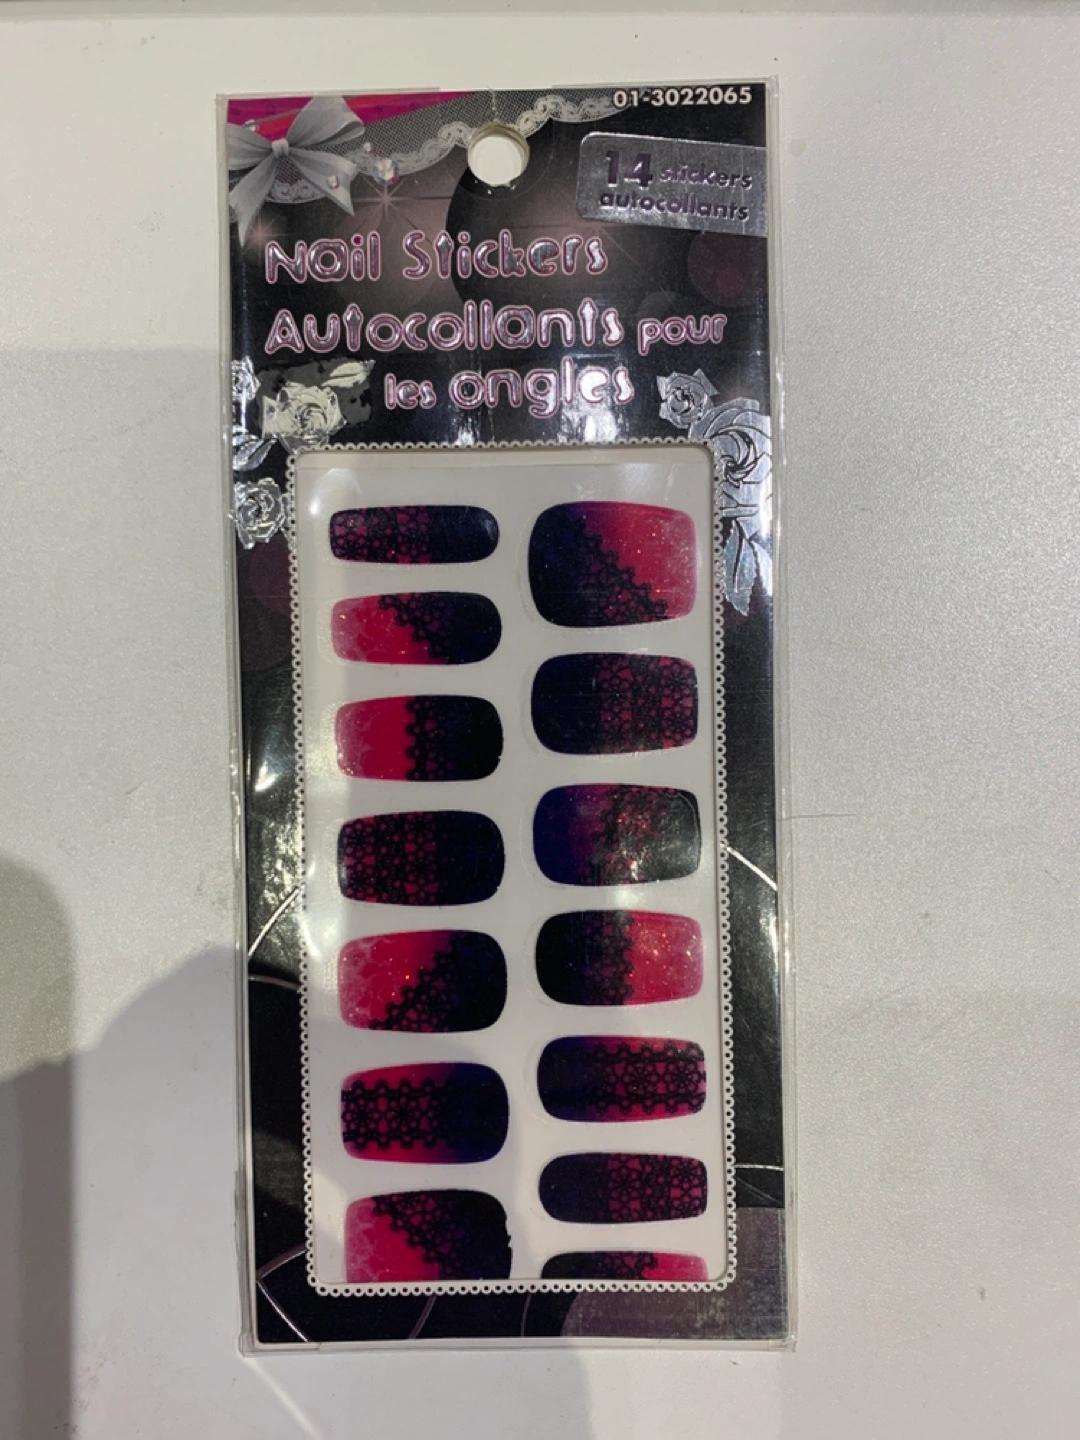 01-3022065
14 stickers
autocollants
Nail Stickers
Autocollants pour
les ongles